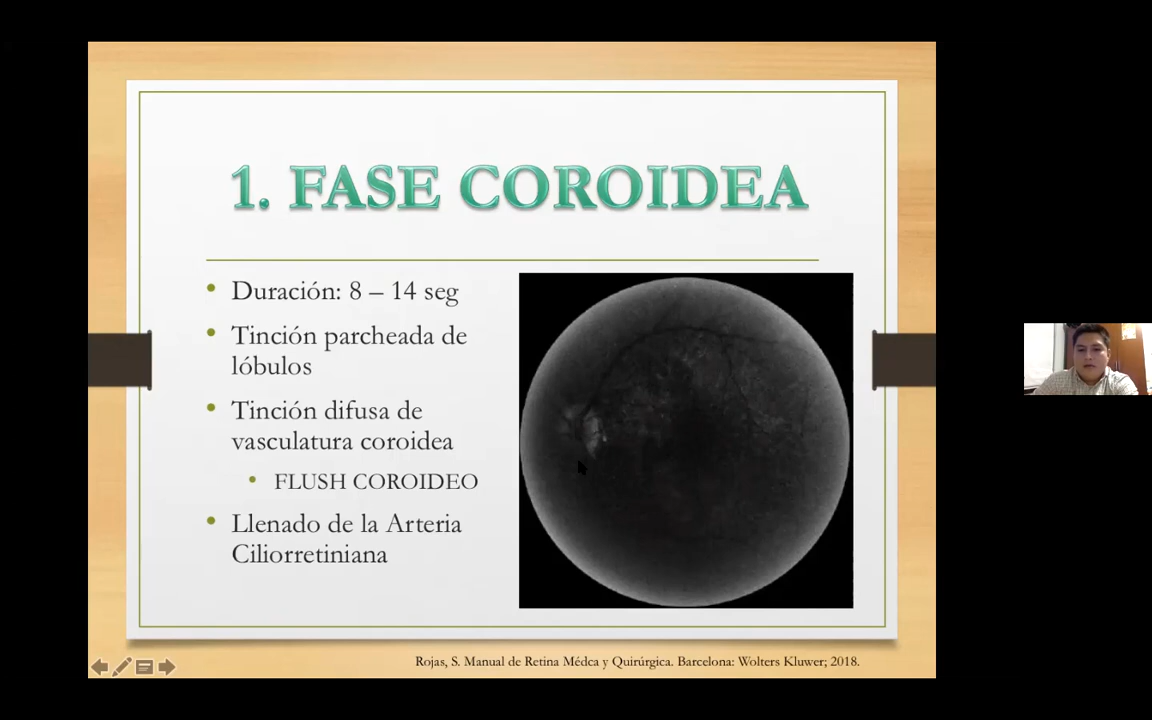 1. FASE COROIDEA
• Duración: 8 – 14 seg
• Tinción parcheada de
lóbulos
• Tinción difusa de
vasculatura coroidea
• FLUSH COROIDEO
• Llenado de la Arteria
Ciliorretiniana
Rojas, S. Manual de Retina Médca y Quirúrgica. Barcelona: Wolters Kluwer; 2018.